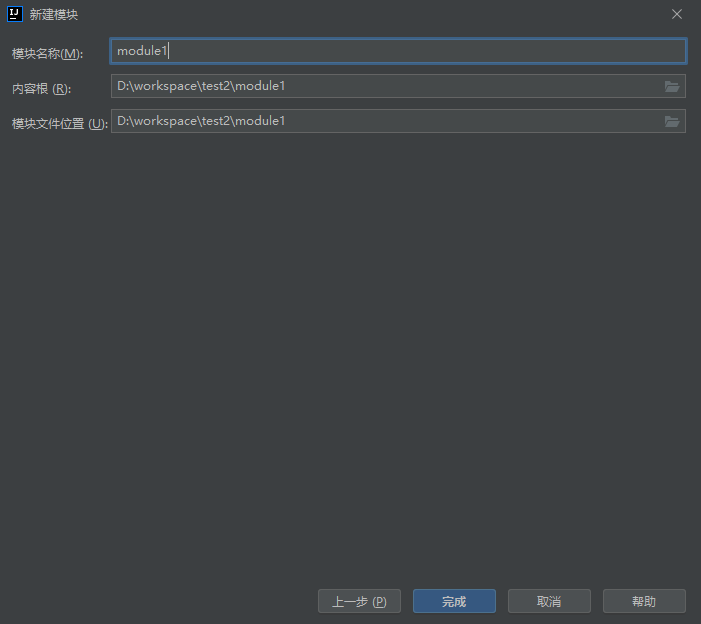 新建模块
模块名称(M): module1
内容根 (R): D:\workspace\test2\module1
模块文件位置 (U): D:\workspace\test2\module1
上一步 (P) 完成 取消 帮助